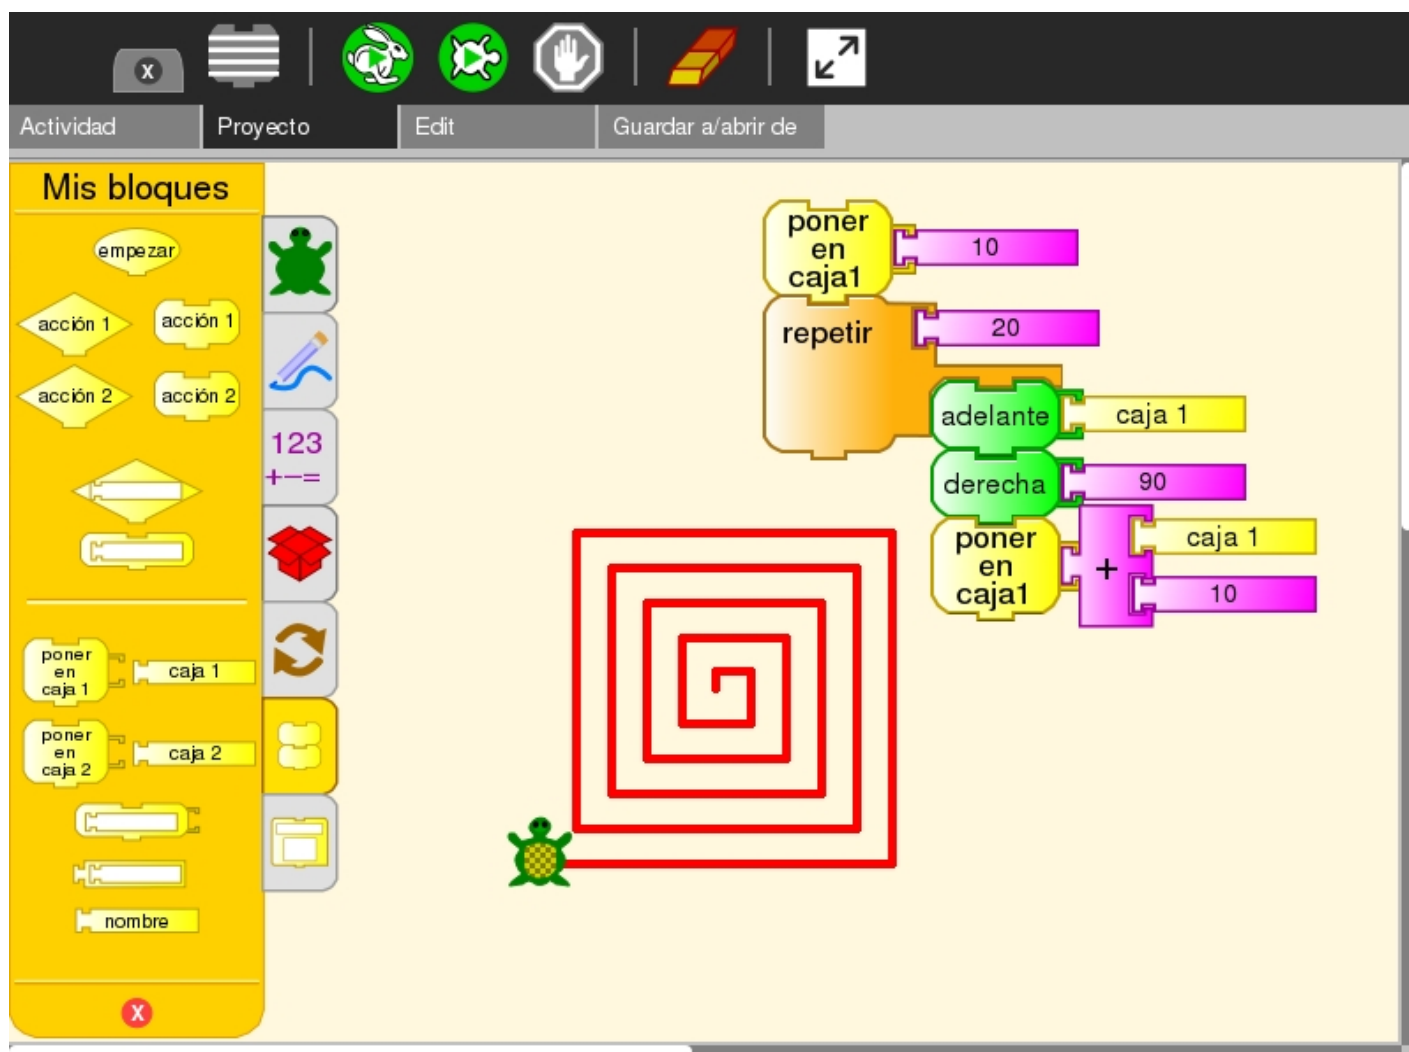 x
Actividad
Proyecto
Edit
Guardar a/abrir de
Mis bloques
empezar
acción 1
acción 1
acción 2
acción 2
123
+−=
poner
en
caja 1
caja 1
poner
en
caja 2
caja 2
nombre
X
poner
en
caja1
10
repetir
20
adelante
caja 1
derecha
90
poner
en
caja1
+
caja 1
10